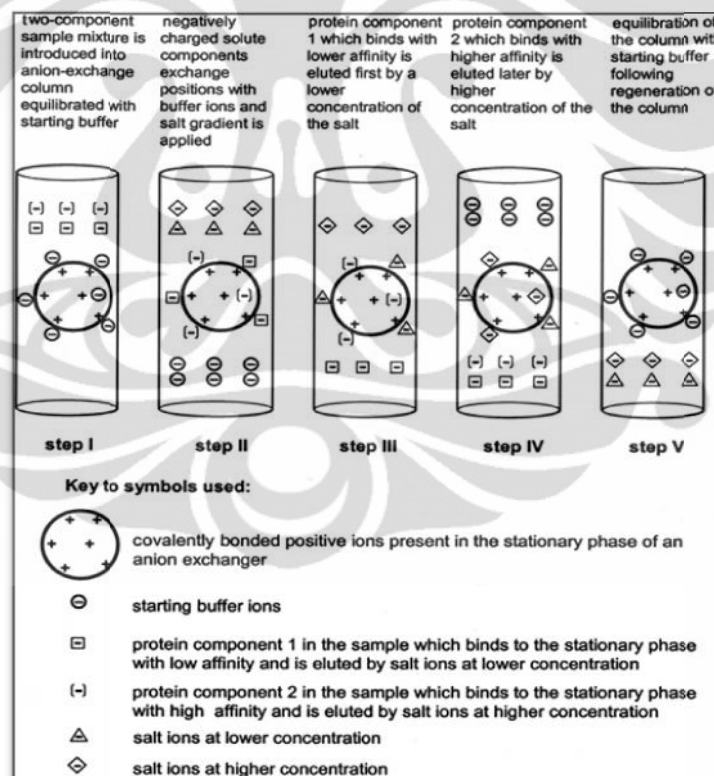 two-component
sample mixture is
introduced into
anion-exchange
column
equilibrated with
starting buffer
negatively
charged solute
components
exchange
positions with
buffer ions and
salt gradient is
applied
protein component
1 which binds with
lower affinity is
eluted first by a
lower
concentration of
the salt
protein component
2 which binds with
higher affinity is
eluted later by
higher
concentration of the
salt
equilibration of
the column with
starting buffer
following
regeneration of
the column
step I
step II
step III
step IV
step V
Key to symbols used:
covalently bonded positive ions present in the stationary phase of an
anion exchanger
starting buffer ions
protein component 1 in the sample which binds to the stationary phase
with low affinity and is eluted by salt ions at lower concentration
protein component 2 in the sample which binds to the stationary phase
with high affinity and is eluted by salt ions at higher concentration
salt ions at lower concentration
salt ions at higher concentration